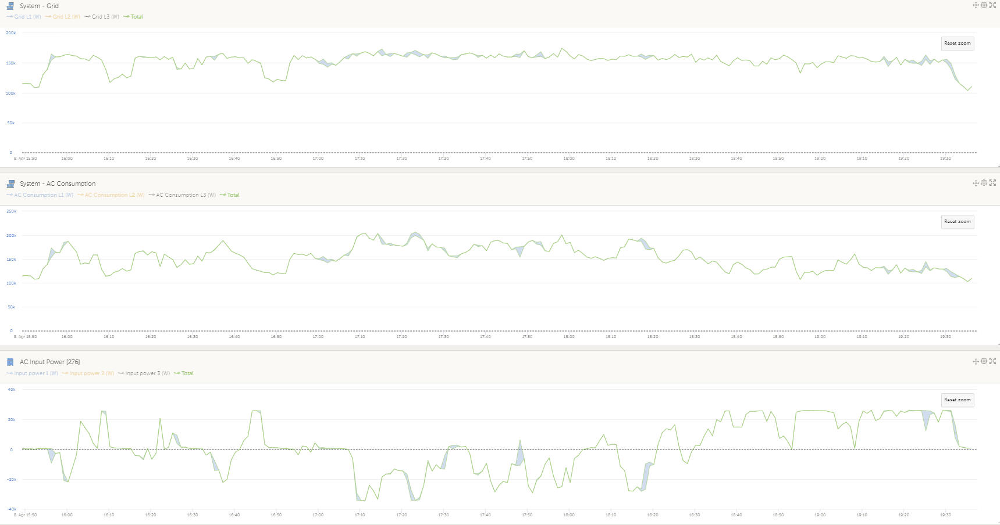 System - Grid
Grid L1 (W) Grid L2 (W) Grid L3 (W) Total
200k
Reset zoom
150k
100k
50k
0
8. Apr 15:50 16:00 16:10 16:20 16:30 16:40 16:50 17:00 17:10 17:20 17:30 17:40 17:50 18:00 18:10 18:20 18:30 18:40 18:50 19:00 19:10 19:20 19:30
System - AC Consumption
AC Consumption L1 (W) AC Consumption L2 (W) AC Consumption L3 (W) Total
250k
Reset zoom
200k
150k
100k
50k
0
8. Apr 15:50 16:00 16:10 16:20 16:30 16:40 16:50 17:00 17:10 17:20 17:30 17:40 17:50 18:00 18:10 18:20 18:30 18:40 18:50 19:00 19:10 19:20 19:30
AC Input Power [276]
Input power 1 (W) Input power 2 (W) Input power 3 (W) Total
40k
Reset zoom
20k
0
-20k
-40k
8. Apr 15:50 16:00 16:10 16:20 16:30 16:40 16:50 17:00 17:10 17:20 17:30 17:40 17:50 18:00 18:10 18:20 18:30 18:40 18:50 19:00 19:10 19:20 19:30